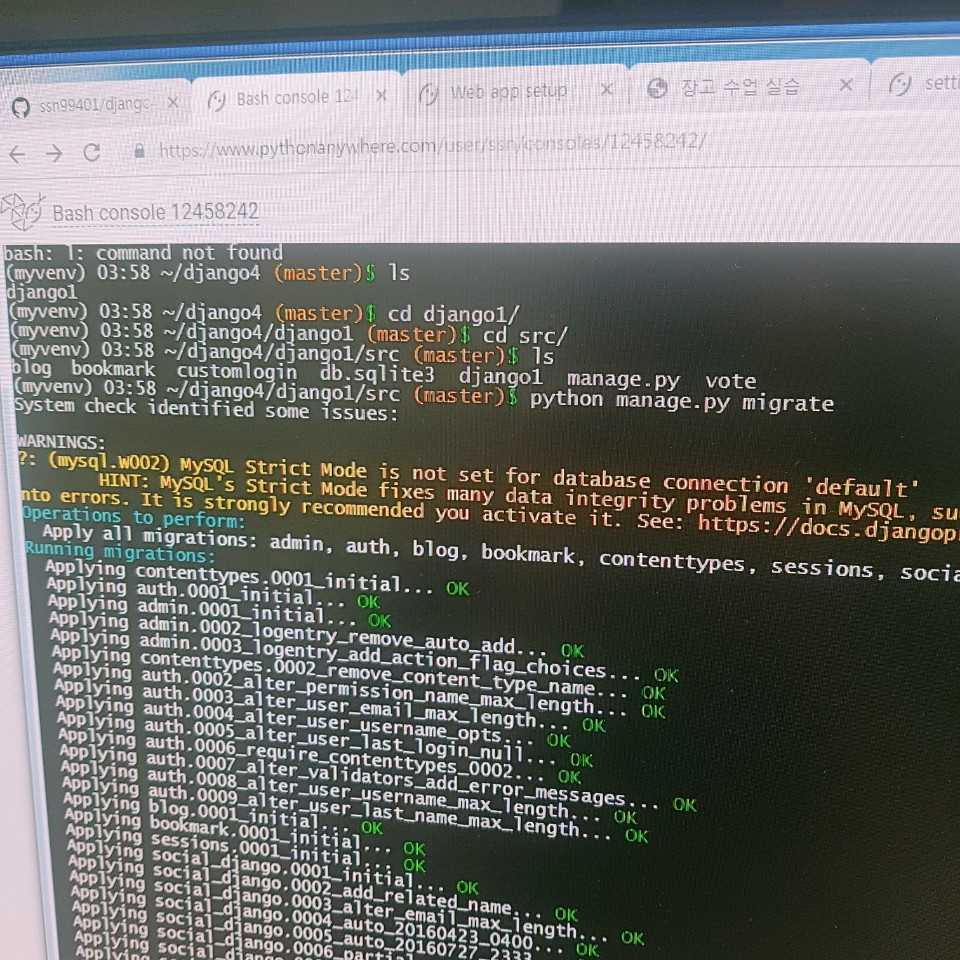 ssn99401/django- Bash console 124 Web app setup 장고 수업 실습 setti
https://www.pythonanywhere.com/user/ssn/consoles/12458242/
Bash console 12458242
bash: l: command not found
(myvenv) 03:58 ~/django4 (master)$ ls
django1
(myvenv) 03:58 ~/django4 (master)$ cd django1/
(myvenv) 03:58 ~/django4/django1 (master)$ cd src/
(myvenv) 03:58 ~/django4/django1/src (master)$ ls
blog bookmark customlogin db.sqlite3 django1 manage.py vote
(myvenv) 03:58 ~/django4/django1/src (master)$ python manage.py migrate
System check identified some issues:
WARNINGS:
?: (mysql.W002) MySQL Strict Mode is not set for database connection 'default'
HINT: MySQL's Strict Mode fixes many data integrity problems in MySQL, su
nto errors. It is strongly recommended you activate it. See: https://docs.djangop
Operations to perform:
Apply all migrations: admin, auth, blog, bookmark, contenttypes, sessions, socia
Running migrations:
Applying contenttypes.0001_initial... OK
Applying auth.0001_initial... OK
Applying admin.0001_initial... OK
Applying admin.0002_logentry_remove_auto_add... OK
Applying admin.0003_logentry_add_action_flag_choices... OK
Applying contenttypes.0002_remove_content_type_name... OK
Applying auth.0002_alter_permission_name_max_length... OK
Applying auth.0003_alter_user_email_max_length... OK
Applying auth.0004_alter_user_username_opts... OK
Applying auth.0005_alter_user_last_login_null... OK
Applying auth.0006_require_contenttypes_0002... OK
Applying auth.0007_alter_validators_add_error_messages... OK
Applying auth.0008_alter_user_username_max_length... OK
Applying auth.0009_alter_user_last_name_max_length... OK
Applying blog.0001_initial... OK
Applying bookmark.0001_initial... OK
Applying sessions.0001_initial... OK
Applying social_django.0001_initial... OK
Applying social_django.0002_add_related_name... OK
Applying social_django.0003_alter_email_max_length... OK
Applying social_django.0004_auto_20160423_0400... OK
Applying social_django.0005_auto_20160727_2333
Applying social_django.0006_partial